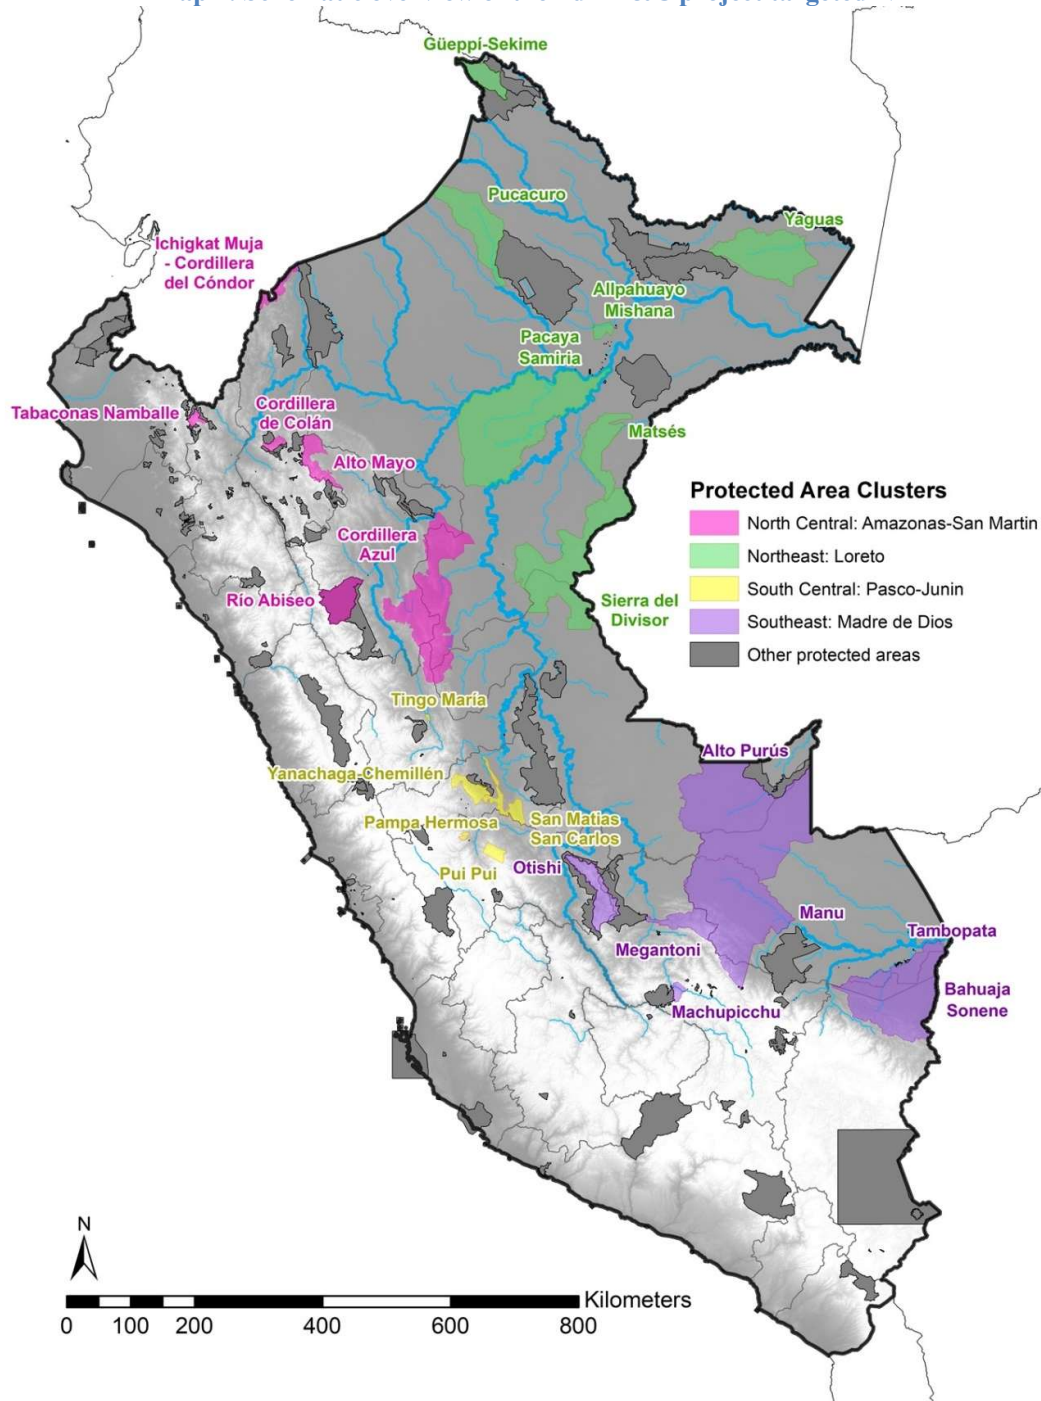 Güeppí-Sekime
Pucacuro
Yaguas
Ichigkat Muja
- Cordillera
del Cóndor
Allpahuayo
Mishana
Pacaya
Samiria
Tabaconas Namballe
Cordillera
de Colán
Matsés
Alto Mayo
Protected Area Clusters
North Central: Amazonas-San Martin
Northeast: Loreto
South Central: Pasco-Junin
Southeast: Madre de Dios
Other protected areas
Cordillera
Azul
Río Abiseo
Sierra del
Divisor
Tingo María
Alto Purús
Yanachaga-Chemillén
Pampa Hermosa
San Matias
San Carlos
Pui Pui
Otishi
Manu
Tambopata
Megantoni
Bahuaja
Sonene
Machupicchu
N
Kilometers
0 100 200 400 600 800